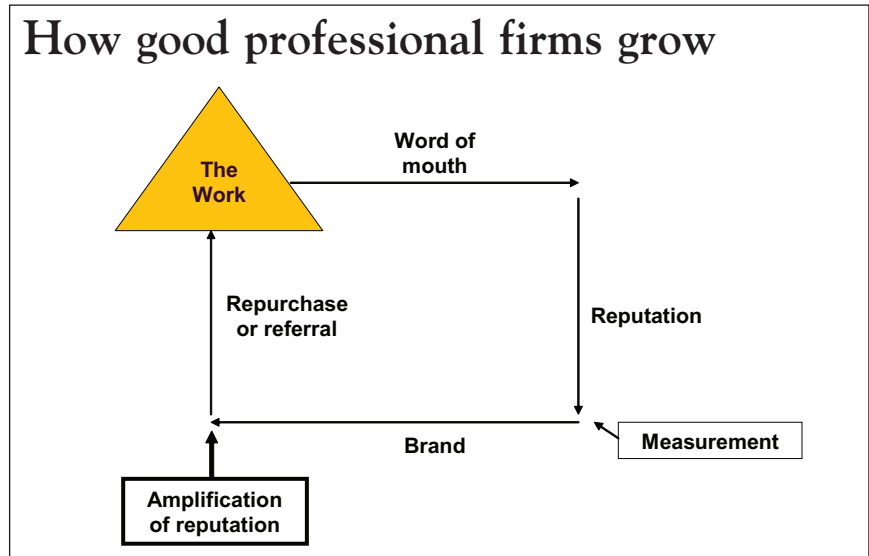 How good professional firms grow
The
Work
Word of
mouth
Repurchase
or referral
Reputation
Brand
Measurement
Amplification
of reputation